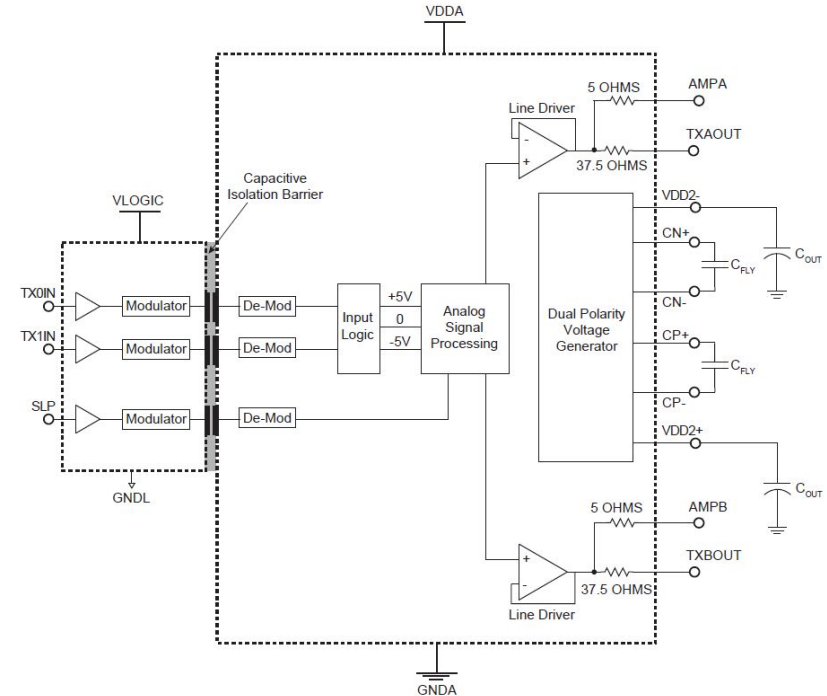 VDDA
5 OHMS
AMPA
Line Driver
TXAOUT
-
+
37.5 OHMS
Capacitive
Isolation Barrier
VLOGIC
VDD2-
CN+
CFLY
COUT
CN-
TX0IN
Modulator
De-Mod
Input
Logic
+5V
0
-5V
Analog
Signal
Processing
Dual Polarity
Voltage
Generator
TX1IN
Modulator
De-Mod
CP+
CFLY
CP-
SLP
Modulator
De-Mod
VDD2+
COUT
GNDL
5 OHMS
AMPB
TXBOUT
+
-
37.5 OHMS
Line Driver
GNDA